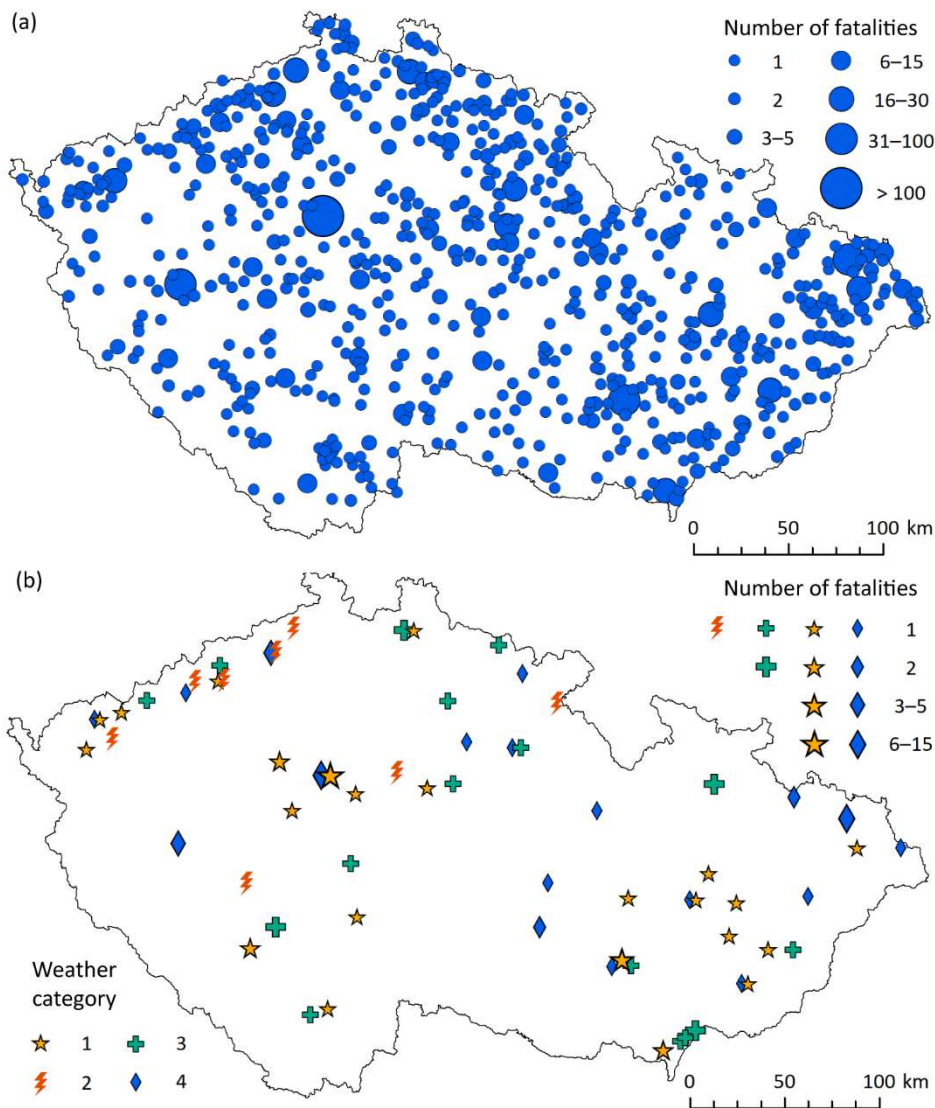 (a)
Number of fatalities
1 6–15
2 16–30
3–5 31–100
> 100
0 50 100 km
(b)
Number of fatalities
1
2
3–5
6–15
Weather
category
1 3
2 4
0 50 100 km